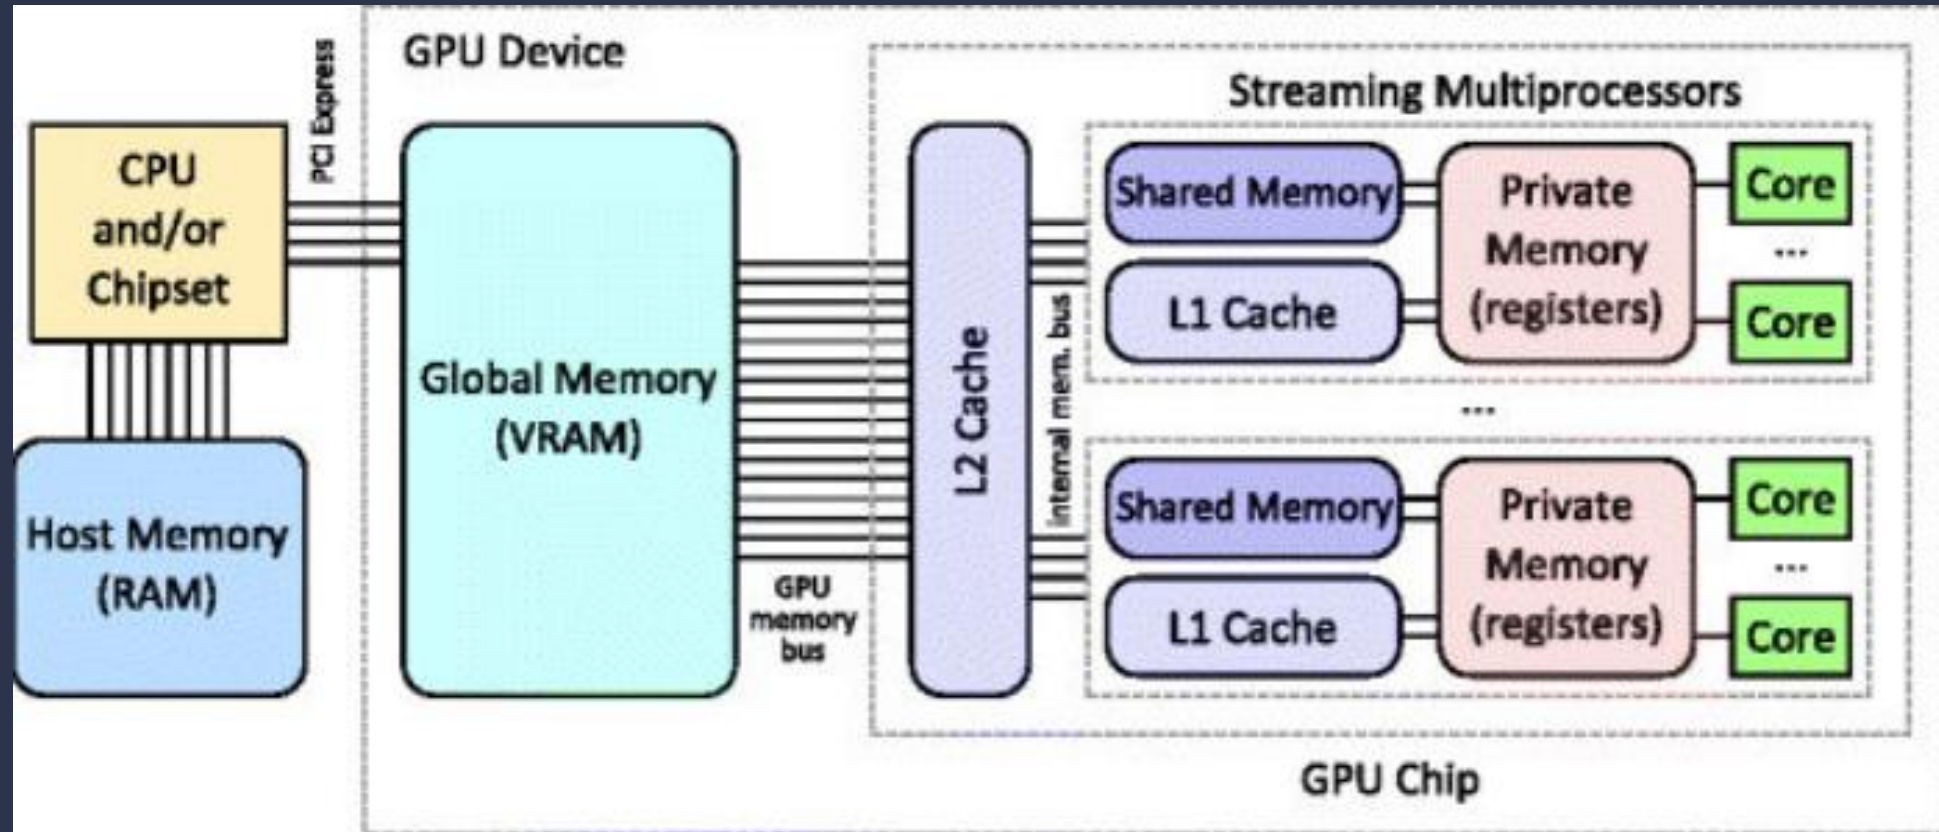 PCI Express
GPU Device
Streaming Multiprocessors
CPU
and/or
Chipset
Host Memory
(RAM)
Global Memory
(VRAM)
GPU
memory
bus
L2 Cache
internal mem. bus
Shared Memory
L1 Cache
Private
Memory
(registers)
Core
...
Core
...
Shared Memory
L1 Cache
Private
Memory
(registers)
Core
...
Core
GPU Chip